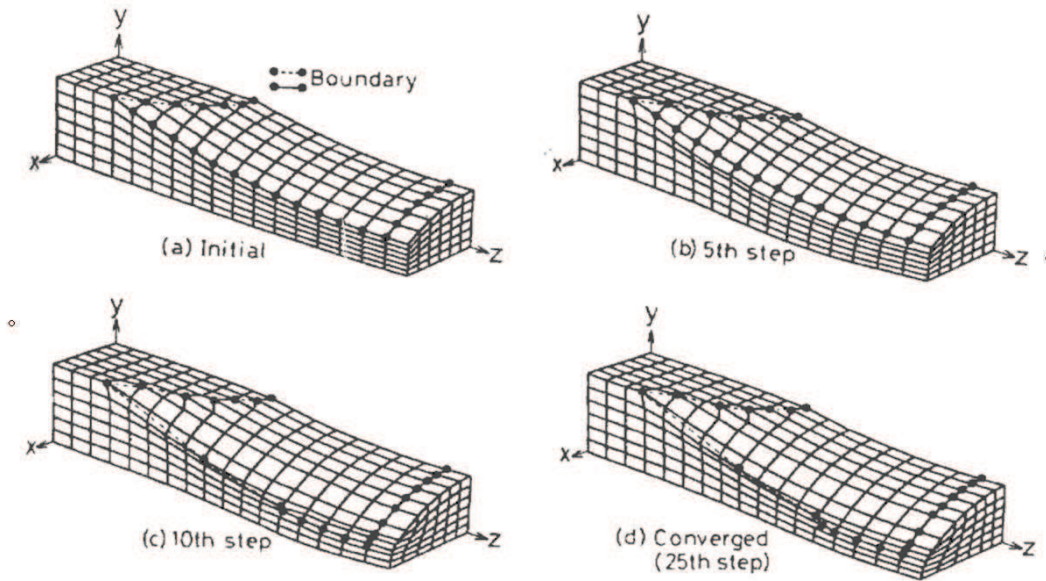 y
y
Boundary
x
x
(a) Initial
z
(b) 5th step
z
y
y
x
x
(c) 10th step
z
(d) Converged
(25th step)
z